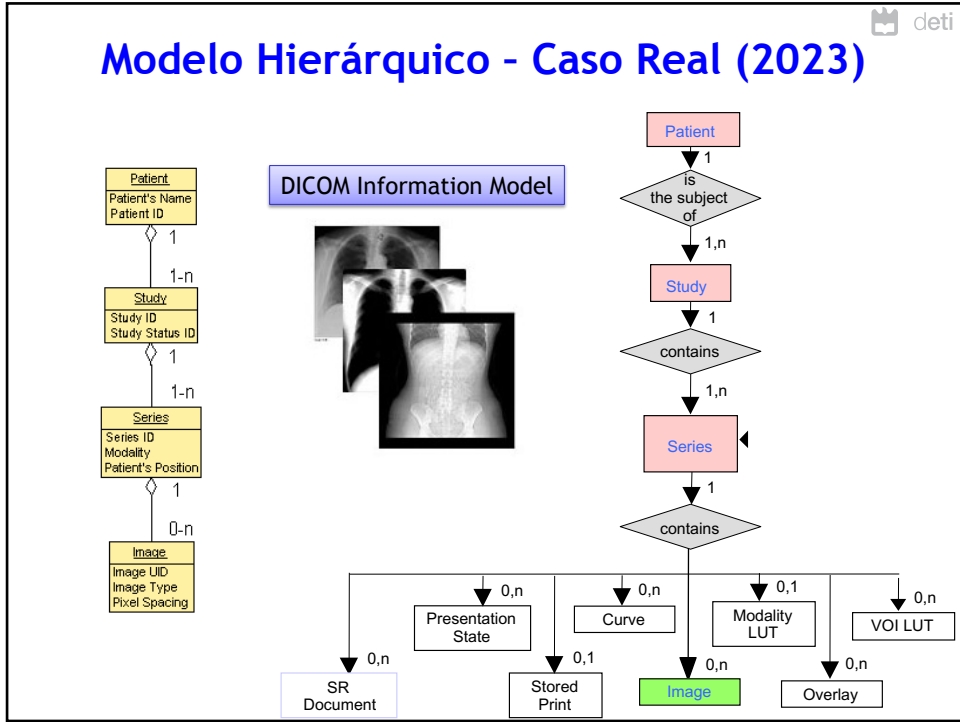 deti
Modelo Hierárquico - Caso Real (2023)
Patient
Patient's Name
Patient ID
1
1-n
Study
Study ID
Study Status ID
1
1-n
Series
Series ID
Modality
Patient's Position
1
0-n
Image
Image UID
Image Type
Pixel Spacing
DICOM Information Model
Patient
1
is
the subject
of
1,n
Study
1
contains
1,n
Series
1
contains
0,n
Presentation
State
0,n
Curve
0,1
Modality
LUT
0,n
VOI LUT
0,n
SR
Document
0,1
Stored
Print
0,n
Image
0,n
Overlay